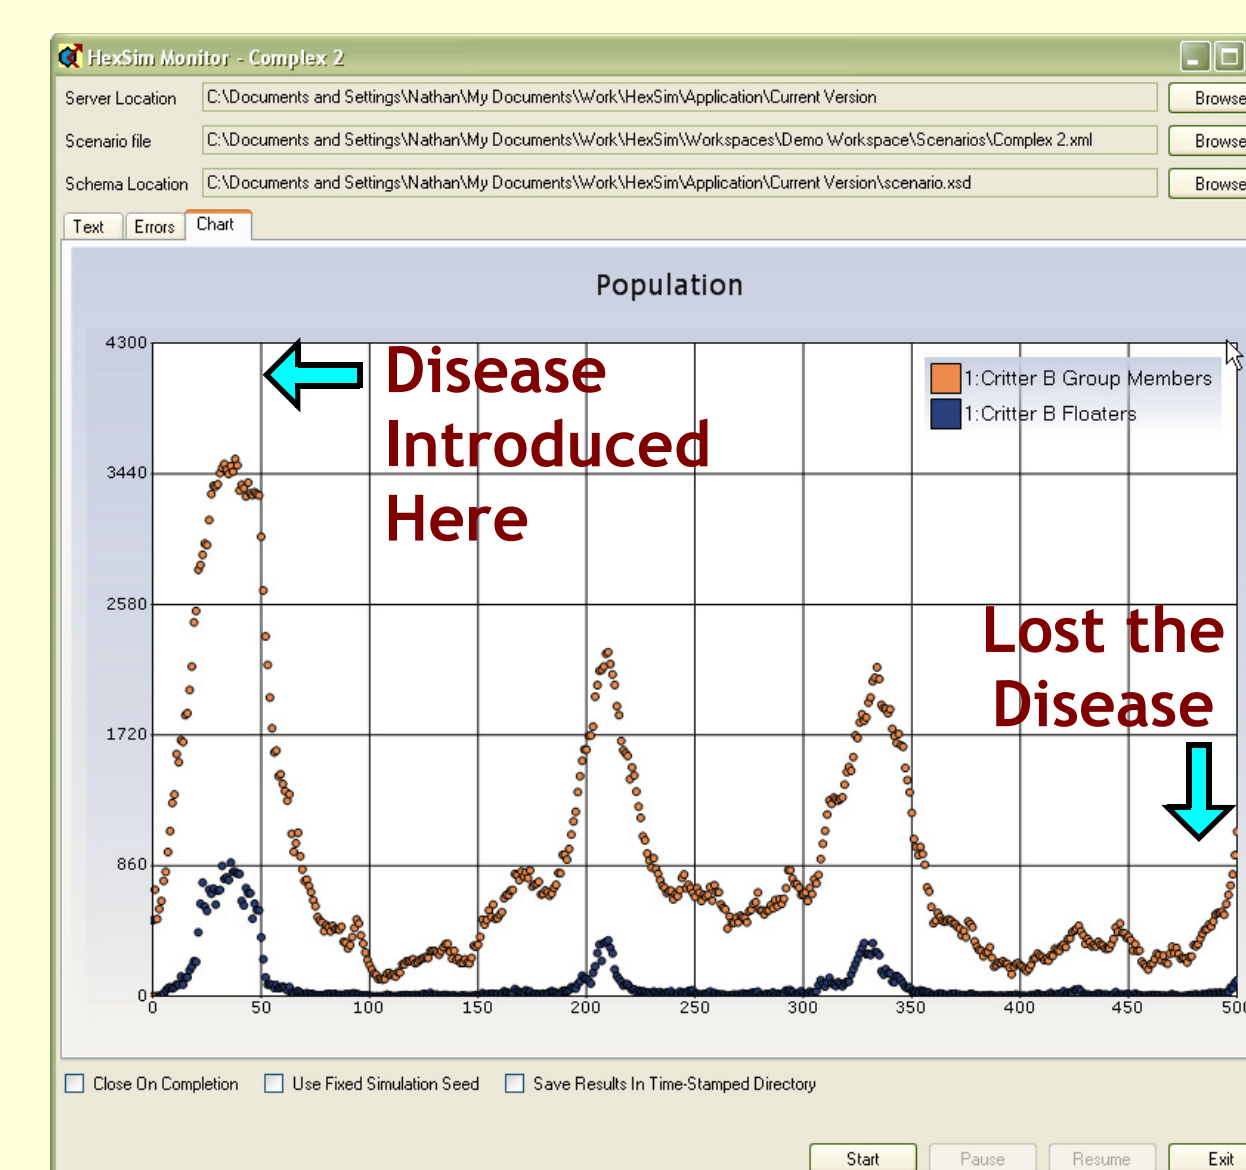 HexSim Monitor - Complex 2
Server Location C:\Documents and Settings\Nathan\My Documents\Work\HexSim\Application\Current Version Browse
Scenario file C:\Documents and Settings\Nathan\My Documents\Work\HexSim\Workspaces\Demo Workspace\Scenarios\Complex 2.xml Browse
Schema Location C:\Documents and Settings\Nathan\My Documents\Work\HexSim\Application\Current Version\scenario.xsd Browse
Text Errors Chart
Population
4300
3440
2580
1720
860
0
Disease
Introduced
Here
1:Critter B Group Members
1:Critter B Floaters
Lost the
Disease
0 50 100 150 200 250 300 350 400 450 500
Close On Completion Use Fixed Simulation Seed Save Results In Time-Stamped Directory
Start Pause Resume Exit